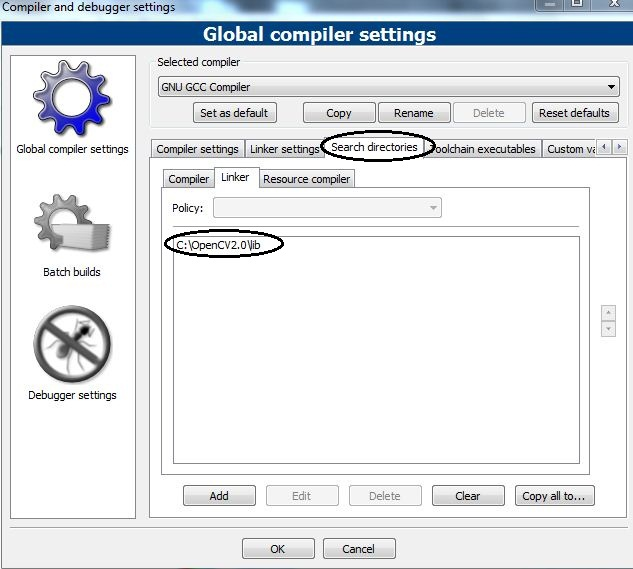 Compiler and debugger settings
Global compiler settings
Global compiler settings
Batch builds
Debugger settings
Selected compiler
GNU GCC Compiler
Set as default Copy Rename Delete Reset defaults
Compiler settings Linker settings Search directories oolchain executables Custom va
Compiler Linker Resource compiler
Policy:
C:\OpenCV2.0\lib
Add Edit Delete Clear Copy all to...
OK Cancel